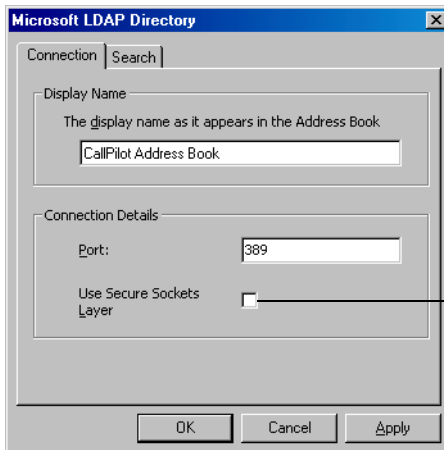 Microsoft LDAP Directory
Connection
Search
Display Name
The display name as it appears in the Address Book
CallPilot Address Book
Connection Details
Port:
389
Use Secure Sockets
Layer
OK
Cancel
Apply